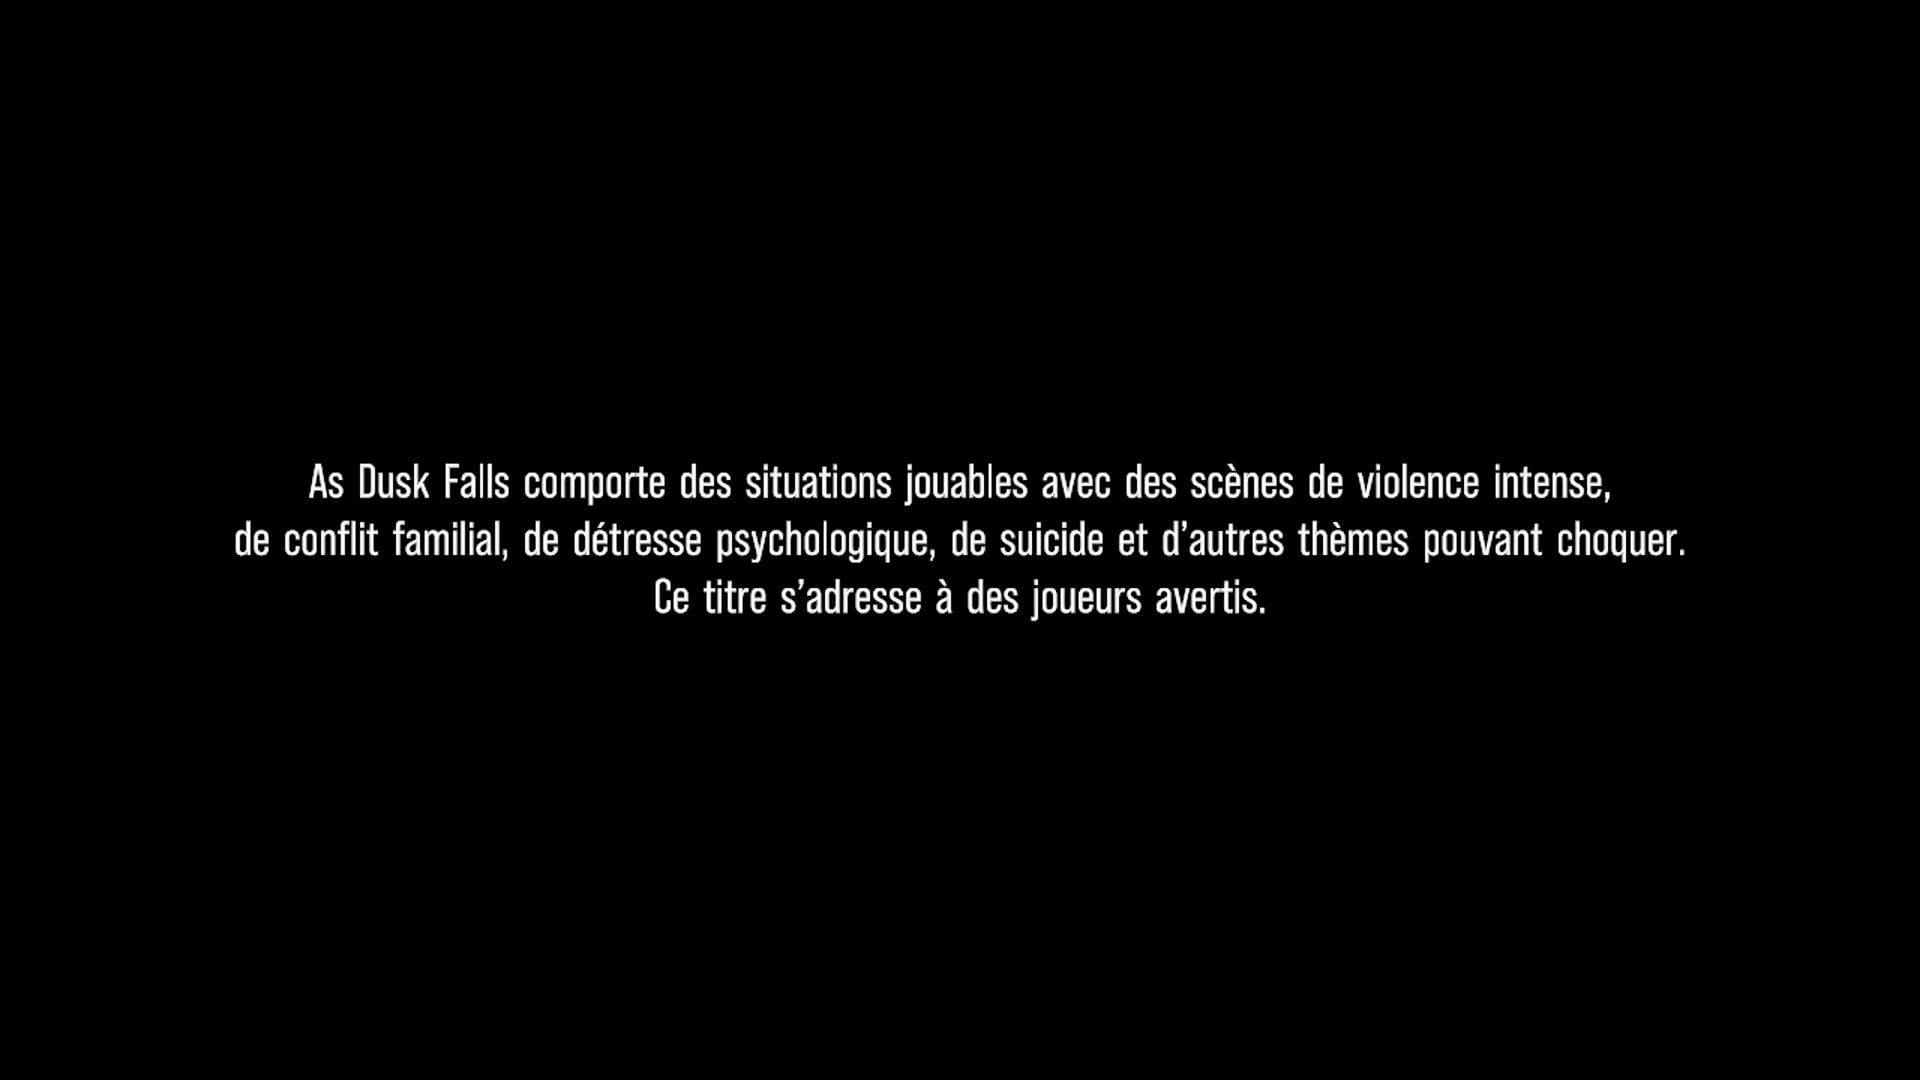 As Dusk Falls comporte des situations jouables avec des scènes de violence intense,
de conflit familial, de détresse psychologique, de suicide et d’autres thèmes pouvant choquer.
Ce titre s’adresse à des joueurs avertis.